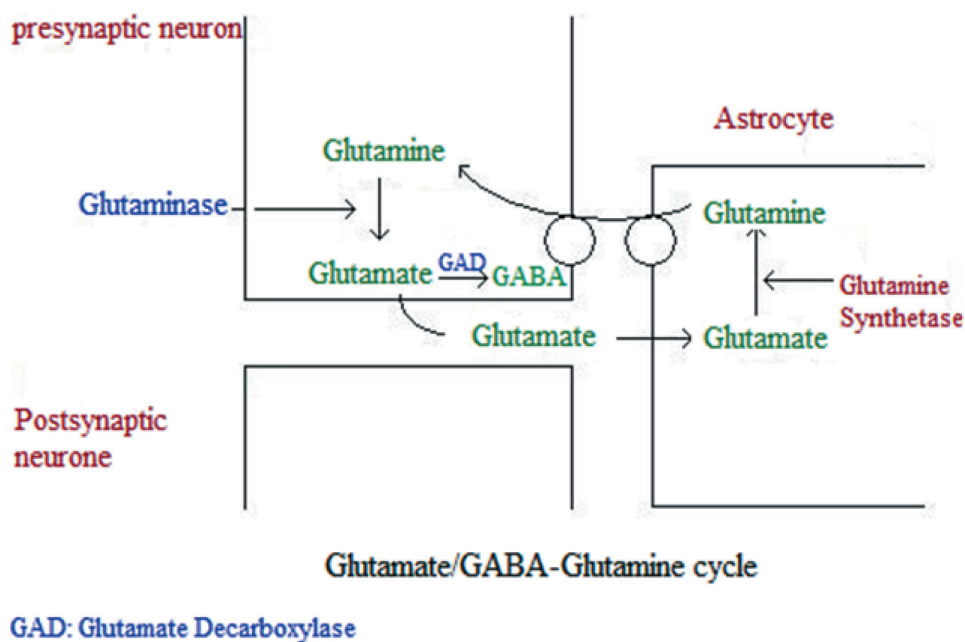 presynaptic neuron
Astrocyte
Glutamine
Glutaminase
Glutamine
Glutamate
GAD
GABA
Glutamine
Synthetase
Glutamate
Glutamate
Postsynaptic
neurone
Glutamate/GABA-Glutamine cycle
GAD: Glutamate Decarboxylase